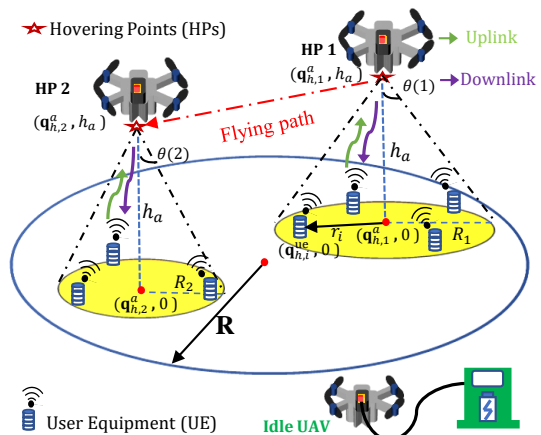 Hovering Points (HPs)
HP 1
Uplink
Downlink
(q^a_{h,1}, h_a)
θ(1)
HP 2
(q^a_{h,2}, h_a)
Flying path
θ(2)
h_a
h_a
r_i
(q^a_{h,1}, 0)
R_1
(q^{ue}_{h,i}, 0)
R_2
(q^a_{h,2}, 0)
R
User Equipment (UE)
Idle UAV